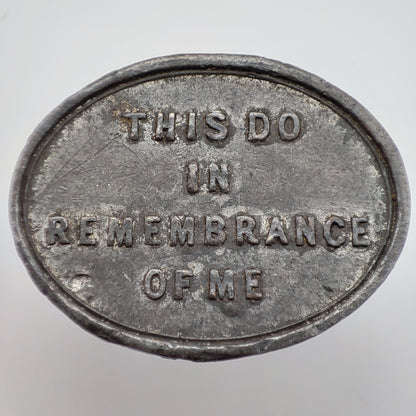 THIS DO
IN
REMEMBRANCE
OF ME